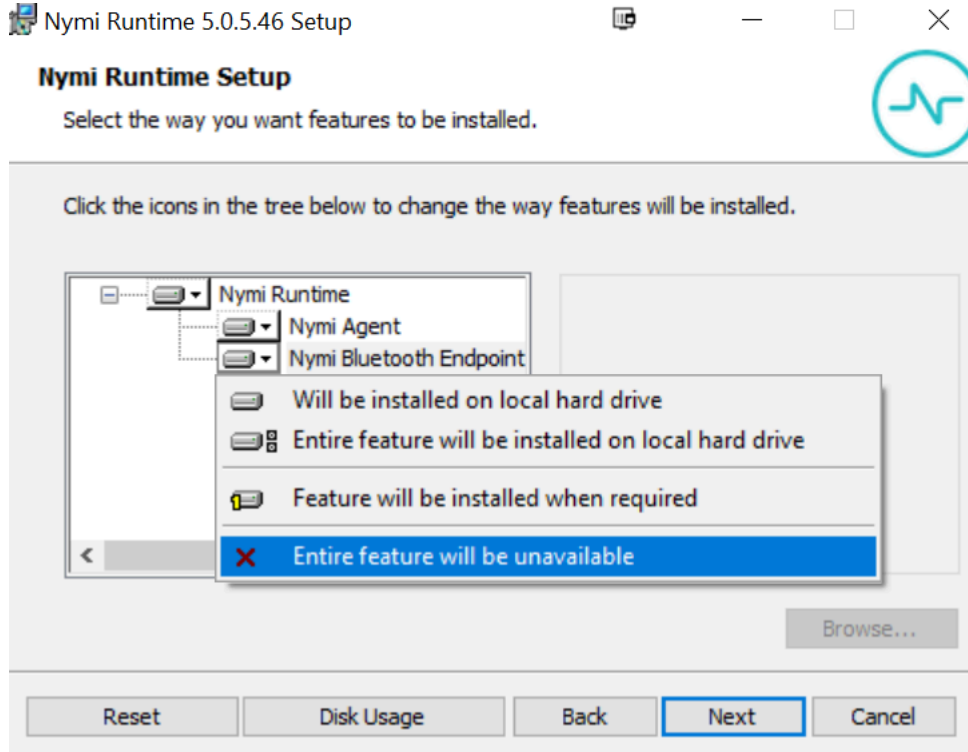 Nymi Runtime 5.0.5.46 Setup
Nymi Runtime Setup
Select the way you want features to be installed.
Click the icons in the tree below to change the way features will be installed.
Nymi Runtime
Nymi Agent
Nymi Bluetooth Endpoint
Will be installed on local hard drive
Entire feature will be installed on local hard drive
Feature will be installed when required
Entire feature will be unavailable
Browse...
Reset Disk Usage Back Next Cancel